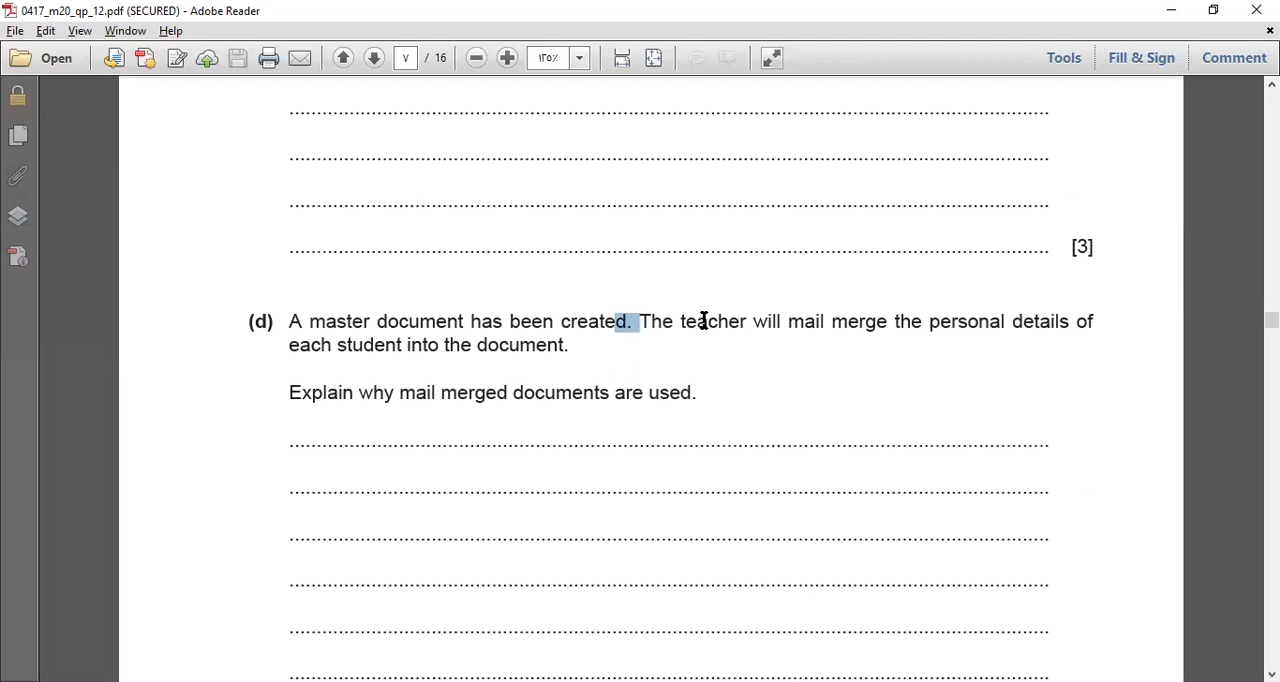 0417_m20_qp_12.pdf (SECURED) - Adobe Reader
File Edit View Window Help
Open ٧ / 16 ١٢٥٪ Tools Fill & Sign Comment
................................................................
................................................................
................................................................
................................................................ [3]
(d) A master document has been created. The teacher will mail merge the personal details of
each student into the document.
Explain why mail merged documents are used.
................................................................
................................................................
................................................................
................................................................
................................................................
................................................................